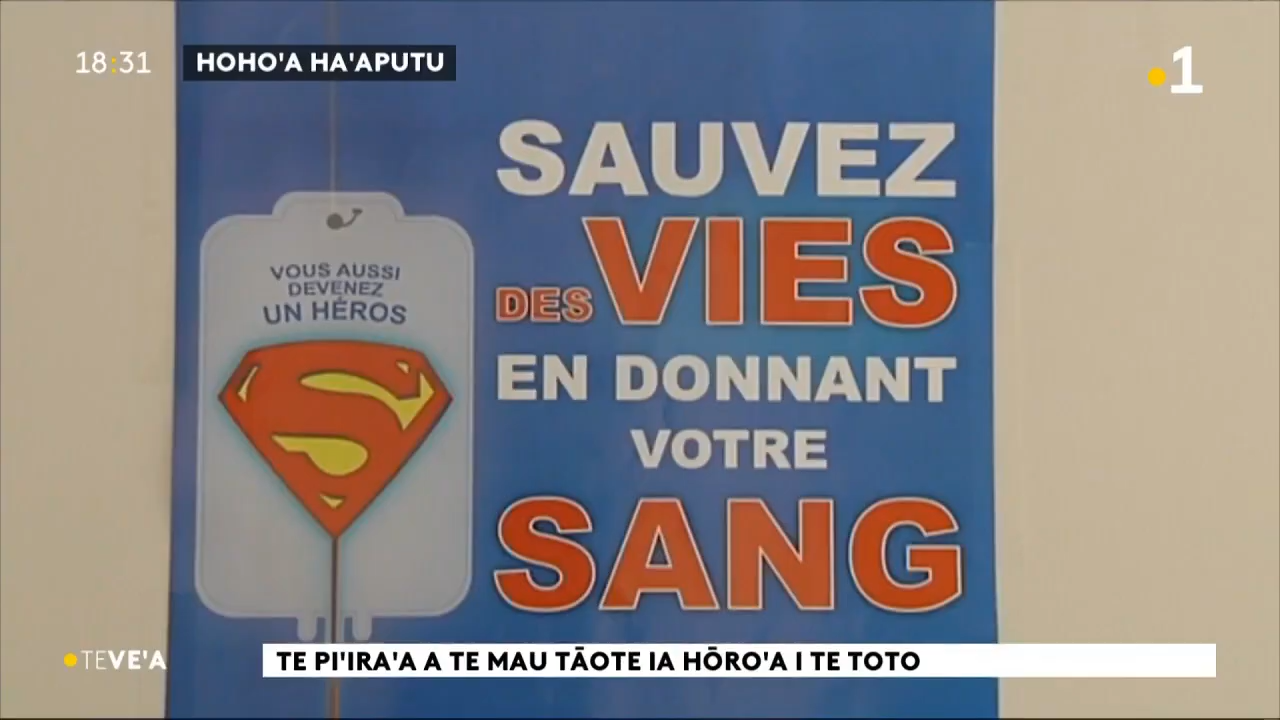 18:31
HOHO'A HA'APUTU
1
SAUVEZ
DES VIES
EN DONNANT
VOTRE
SANG
VOUS AUSSI
DEVENEZ
UN HÉROS
S
TEVE'A
TE PI'IRA'A A TE MAU TĀOTE IA HŌRO'A I TE TOTO